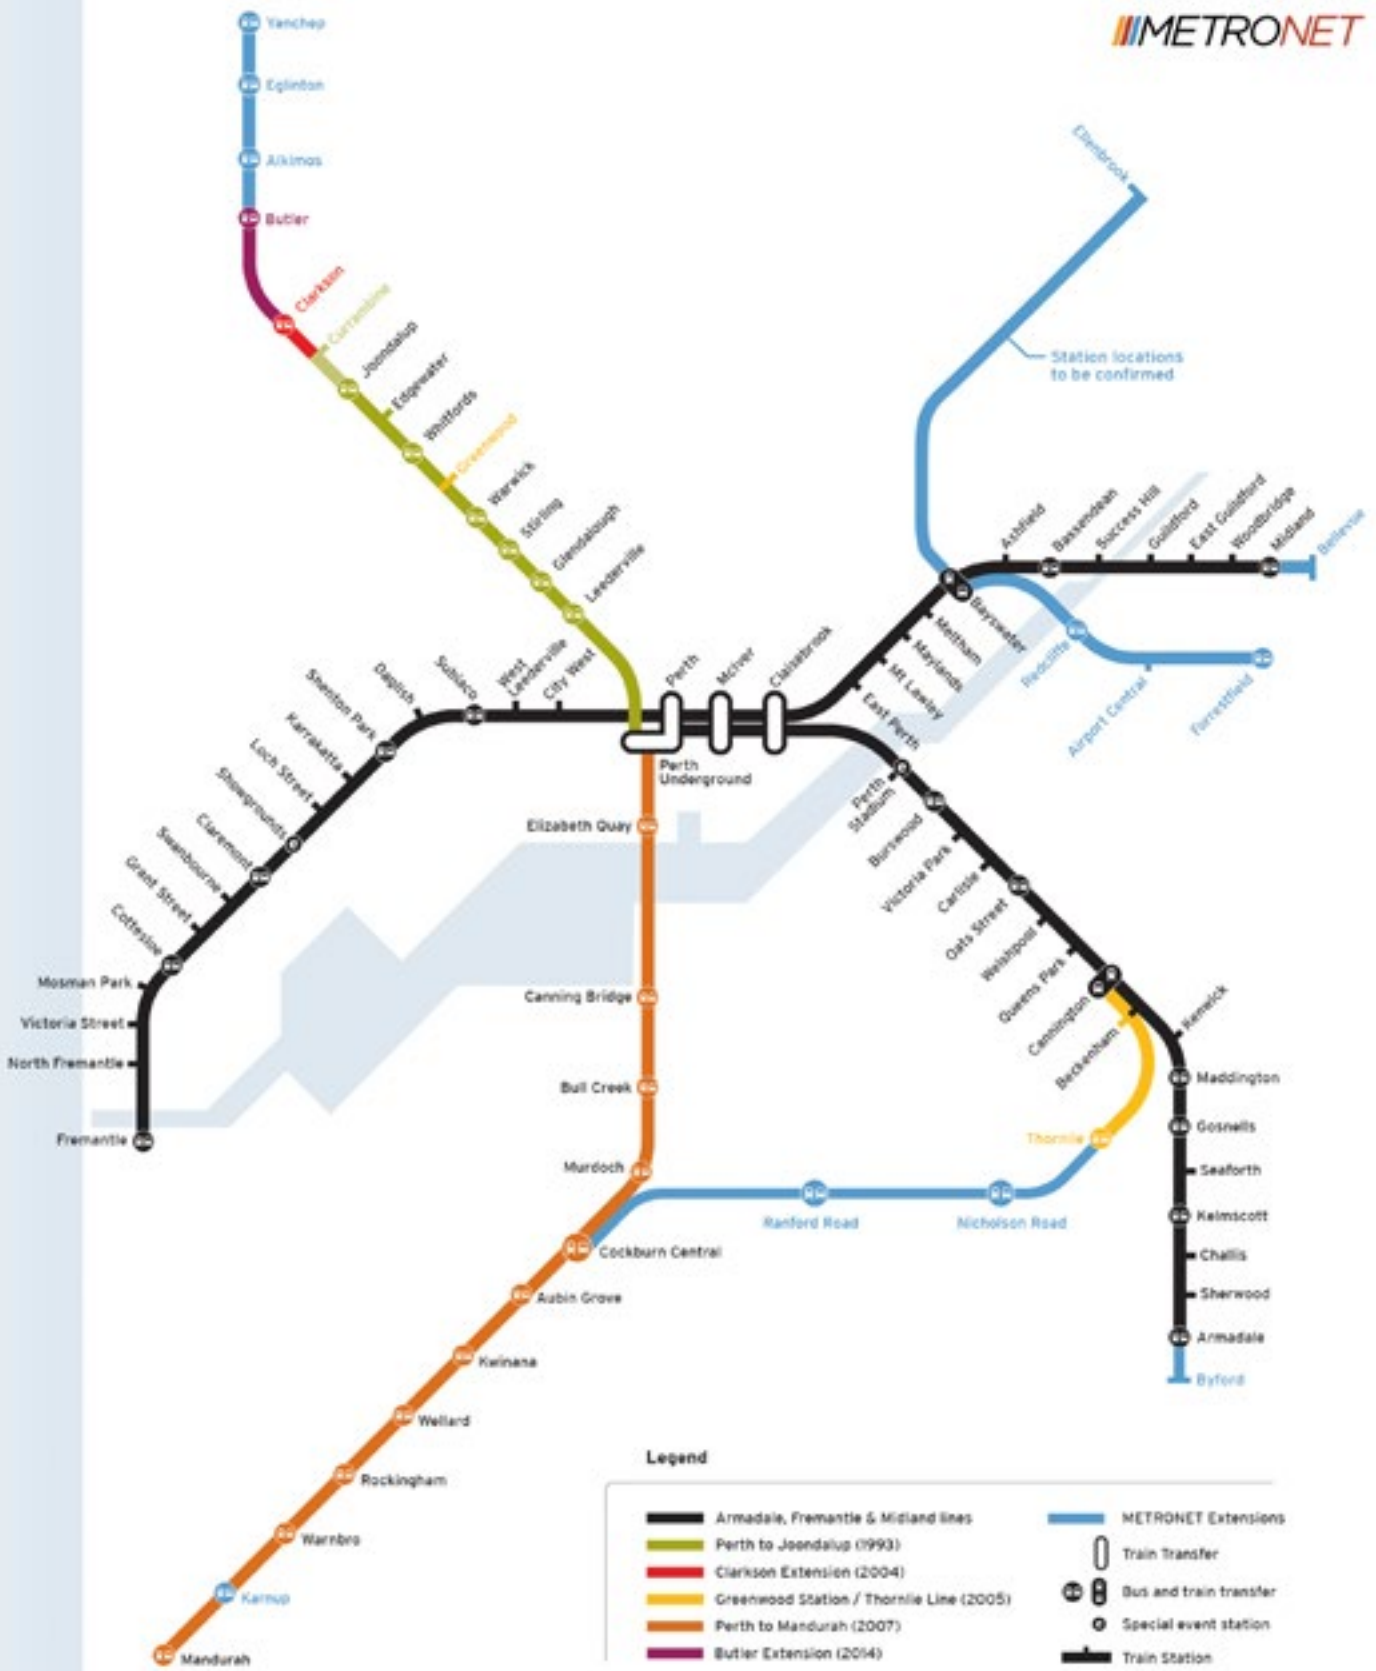 METRONET
Yanchep
Eglinton
Alkimos
Butler
Clarkson
Currambine
Joondalup
Edgewater
Whitfords
Greenwood
Warwick
Stirling
Glendalough
Leederville
Ellenbrook
Station locations
to be confirmed
Ashfield
Bassendean
Success Hill
Guildford
East Guildford
Woodbridge
Midland
Bellevue
Bayswater
Meltham
Maylands
Mt Lawley
East Perth
Redcliffe
Airport Central
Forrestfield
Perth
McIver
Claisebrook
Perth
Underground
City West
West
Leederville
Subiaco
Daglish
Shenton Park
Karrakatta
Loch Street
Showgrounds
Claremont
Swanbourne
Grant Street
Cottesloe
Mosman Park
Victoria Street
North Fremantle
Fremantle
Perth
Stadium
Burswood
Victoria Park
Carlisle
Oats Street
Welshpool
Queens Park
Cannington
Beckenham
Kenwick
Thornlie
Maddington
Gosnells
Seaforth
Kelmscott
Challis
Sherwood
Armadale
Byford
Elizabeth Quay
Canning Bridge
Bull Creek
Murdoch
Ranford Road
Nicholson Road
Cockburn Central
Aubin Grove
Kwinana
Wellard
Rockingham
Warnbro
Karnup
Mandurah
Legend
Armadale, Fremantle & Midland lines
Perth to Joondalup (1993)
Clarkson Extension (2004)
Greenwood Station / Thornlie Line (2005)
Perth to Mandurah (2007)
Butler Extension (2014)
METRONET Extensions
Train Transfer
Bus and train transfer
Special event station
Train Station